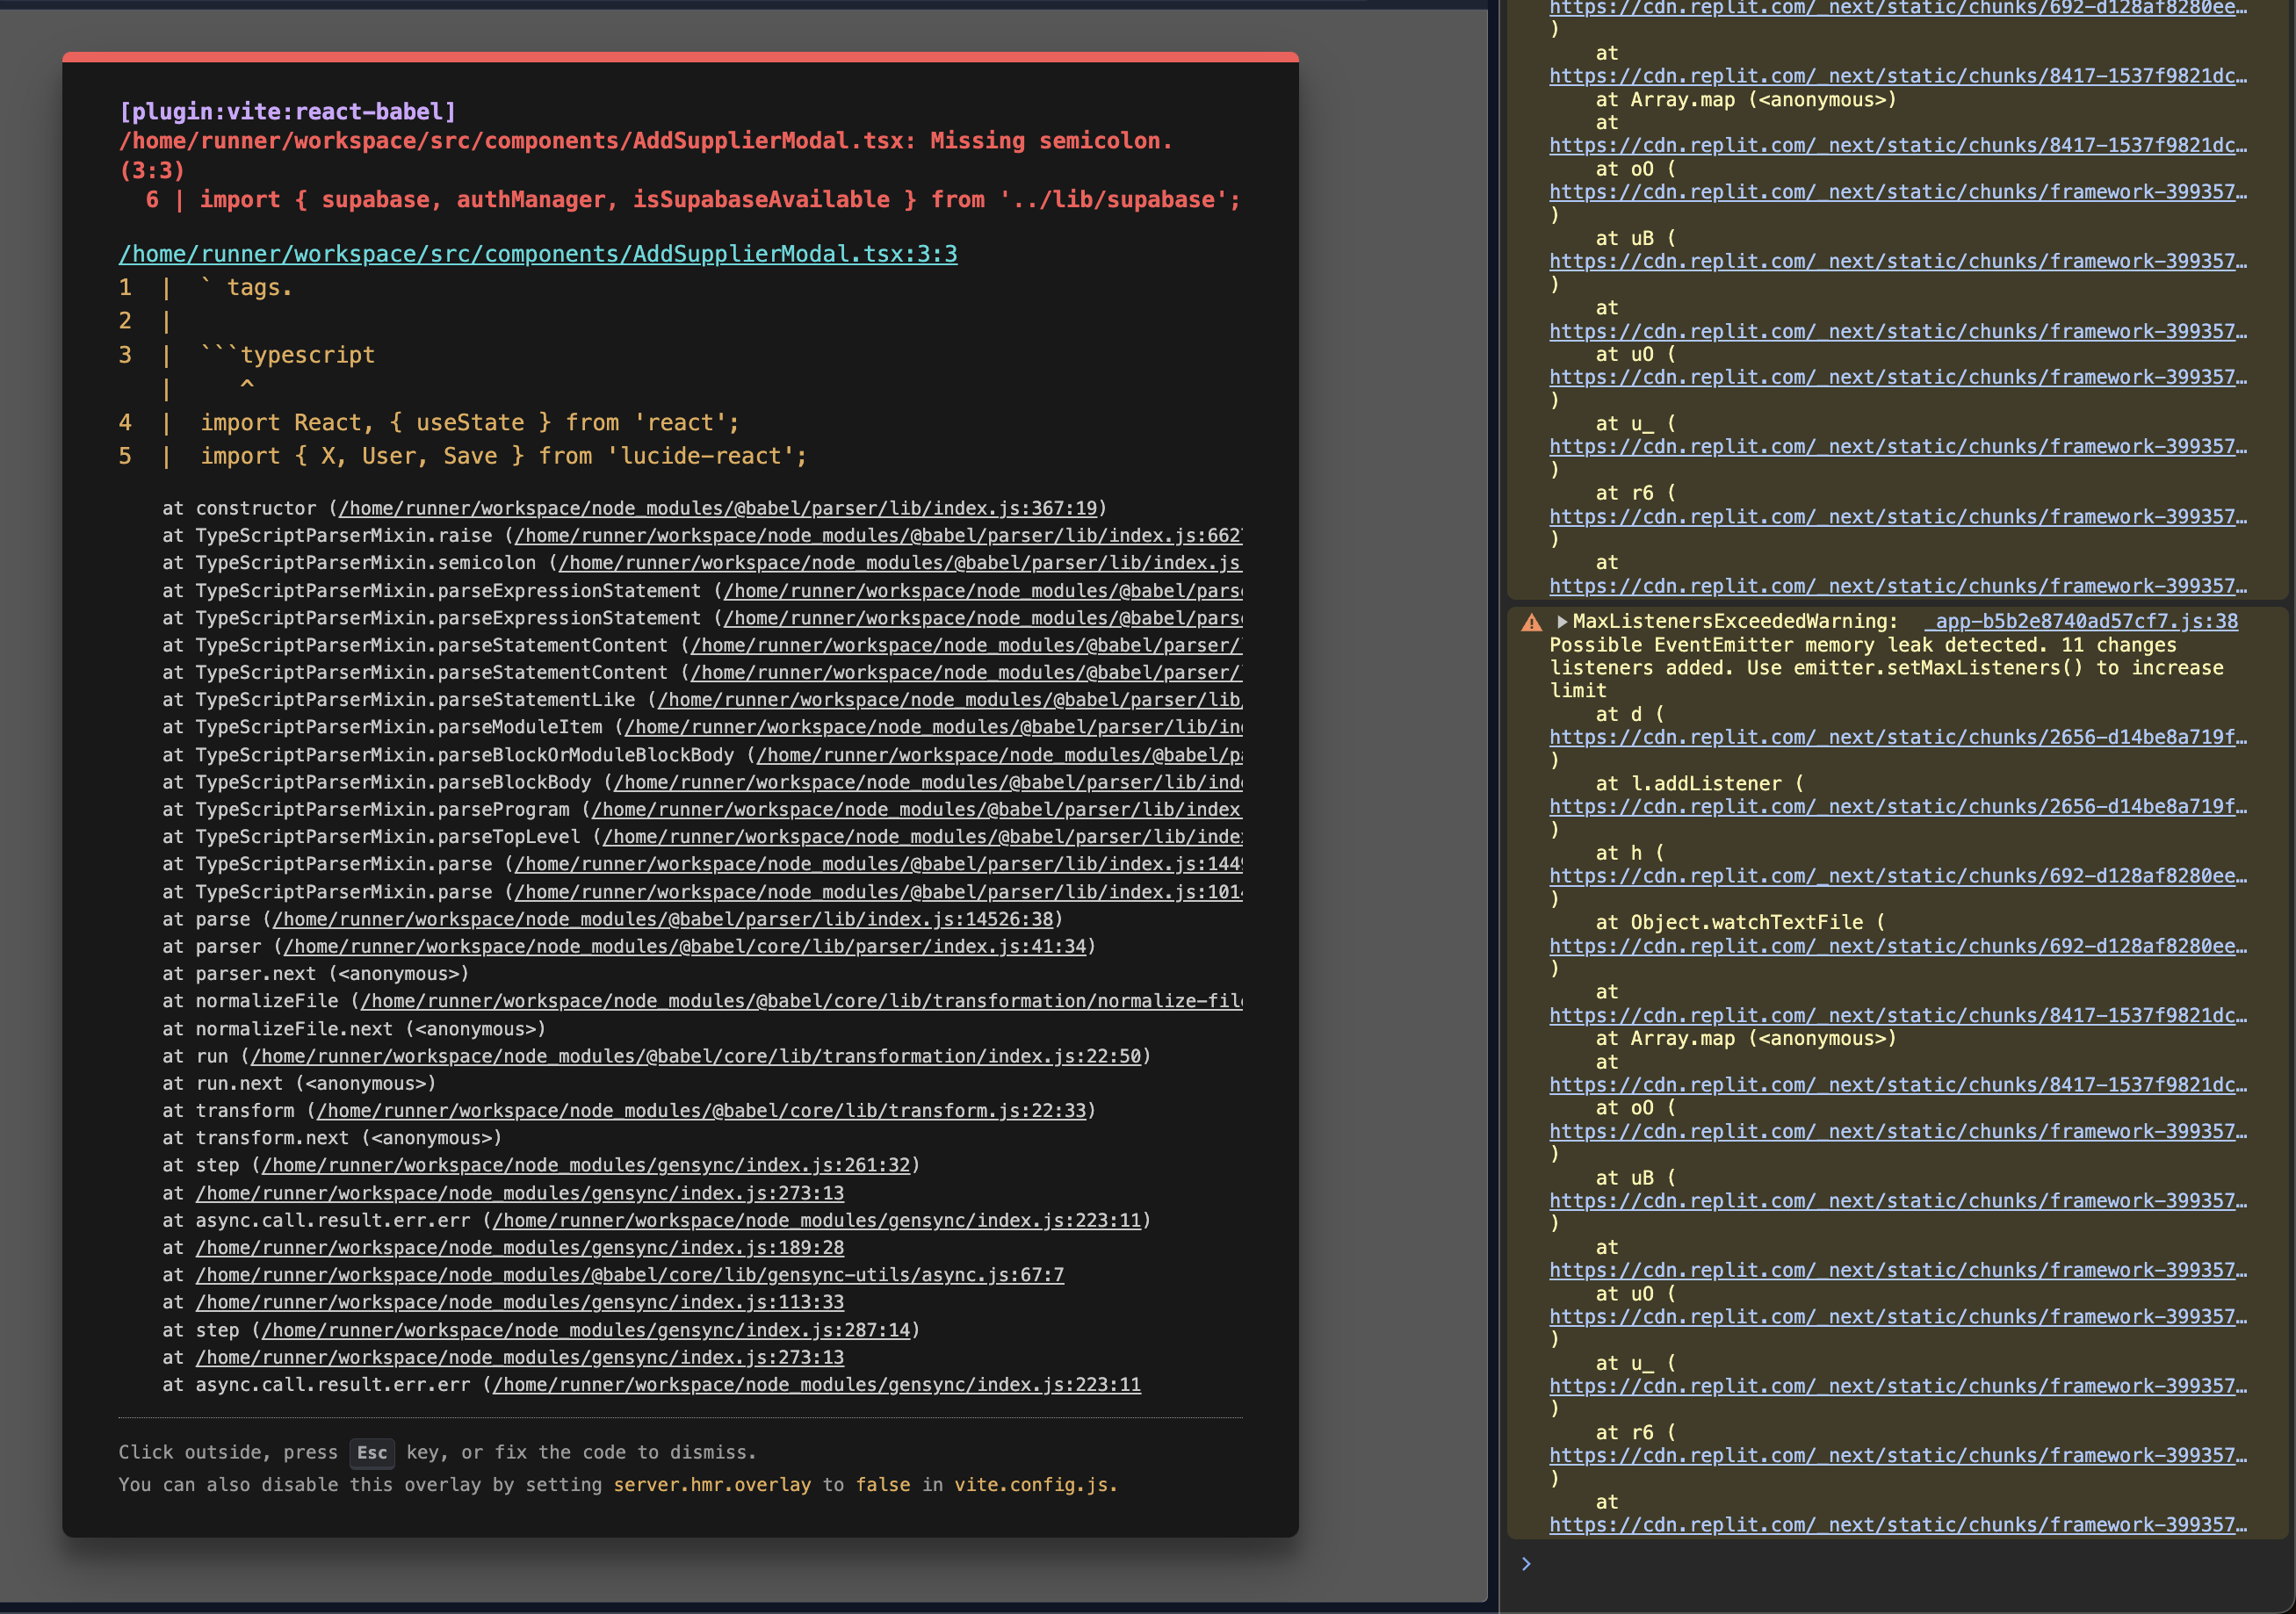 [plugin:vite:react-babel]
/home/runner/workspace/src/components/AddSupplierModal.tsx: Missing semicolon.
(3:3)
  6 | import { supabase, authManager, isSupabaseAvailable } from '../lib/supabase';
/home/runner/workspace/src/components/AddSupplierModal.tsx:3:3
1  |  ` tags.
2  |
3  |  ```typescript
   |     ^
4  |  import React, { useState } from 'react';
5  |  import { X, User, Save } from 'lucide-react';
    at constructor (/home/runner/workspace/node_modules/@babel/parser/lib/index.js:367:19)
    at TypeScriptParserMixin.raise (/home/runner/workspace/node_modules/@babel/parser/lib/index.js:662
    at TypeScriptParserMixin.semicolon (/home/runner/workspace/node_modules/@babel/parser/lib/index.js
    at TypeScriptParserMixin.parseExpressionStatement (/home/runner/workspace/node_modules/@babel/parse
    at TypeScriptParserMixin.parseExpressionStatement (/home/runner/workspace/node_modules/@babel/parse
    at TypeScriptParserMixin.parseStatementContent (/home/runner/workspace/node_modules/@babel/parser/
    at TypeScriptParserMixin.parseStatementContent (/home/runner/workspace/node_modules/@babel/parser/
    at TypeScriptParserMixin.parseStatementLike (/home/runner/workspace/node_modules/@babel/parser/lib
    at TypeScriptParserMixin.parseModuleItem (/home/runner/workspace/node_modules/@babel/parser/lib/in
    at TypeScriptParserMixin.parseBlockOrModuleBlockBody (/home/runner/workspace/node_modules/@babel/pa
    at TypeScriptParserMixin.parseBlockBody (/home/runner/workspace/node_modules/@babel/parser/lib/ind
    at TypeScriptParserMixin.parseProgram (/home/runner/workspace/node_modules/@babel/parser/lib/index
    at TypeScriptParserMixin.parseTopLevel (/home/runner/workspace/node_modules/@babel/parser/lib/inde
    at TypeScriptParserMixin.parse (/home/runner/workspace/node_modules/@babel/parser/lib/index.js:144
    at TypeScriptParserMixin.parse (/home/runner/workspace/node_modules/@babel/parser/lib/index.js:101
    at parse (/home/runner/workspace/node_modules/@babel/parser/lib/index.js:14526:38)
    at parser (/home/runner/workspace/node_modules/@babel/core/lib/parser/index.js:41:34)
    at parser.next (<anonymous>)
    at normalizeFile (/home/runner/workspace/node_modules/@babel/core/lib/transformation/normalize-file
    at normalizeFile.next (<anonymous>)
    at run (/home/runner/workspace/node_modules/@babel/core/lib/transformation/index.js:22:50)
    at run.next (<anonymous>)
    at transform (/home/runner/workspace/node_modules/@babel/core/lib/transform.js:22:33)
    at transform.next (<anonymous>)
    at step (/home/runner/workspace/node_modules/gensync/index.js:261:32)
    at /home/runner/workspace/node_modules/gensync/index.js:273:13
    at async.call.result.err.err (/home/runner/workspace/node_modules/gensync/index.js:223:11)
    at /home/runner/workspace/node_modules/gensync/index.js:189:28
    at /home/runner/workspace/node_modules/@babel/core/lib/gensync-utils/async.js:67:7
    at /home/runner/workspace/node_modules/gensync/index.js:113:33
    at step (/home/runner/workspace/node_modules/gensync/index.js:287:14)
    at /home/runner/workspace/node_modules/gensync/index.js:273:13
    at async.call.result.err.err (/home/runner/workspace/node_modules/gensync/index.js:223:11
Click outside, press Esc key, or fix the code to dismiss.
You can also disable this overlay by setting server.hmr.overlay to false in vite.config.js.
https://cdn.replit.com/_next/static/chunks/692-d128af8280ee…
)
    at
https://cdn.replit.com/_next/static/chunks/8417-1537f9821dc…
    at Array.map (<anonymous>)
    at
https://cdn.replit.com/_next/static/chunks/8417-1537f9821dc…
    at oO (
https://cdn.replit.com/_next/static/chunks/framework-399357…
)
    at uB (
https://cdn.replit.com/_next/static/chunks/framework-399357…
)
    at
https://cdn.replit.com/_next/static/chunks/framework-399357…
    at uO (
https://cdn.replit.com/_next/static/chunks/framework-399357…
)
    at u_ (
https://cdn.replit.com/_next/static/chunks/framework-399357…
)
    at r6 (
https://cdn.replit.com/_next/static/chunks/framework-399357…
)
    at
https://cdn.replit.com/_next/static/chunks/framework-399357…
MaxListenersExceededWarning: _app-b5b2e8740ad57cf7.js:38
Possible EventEmitter memory leak detected. 11 changes
listeners added. Use emitter.setMaxListeners() to increase
limit
    at d (
https://cdn.replit.com/_next/static/chunks/2656-d14be8a719f…
)
    at l.addListener (
https://cdn.replit.com/_next/static/chunks/2656-d14be8a719f…
)
    at h (
https://cdn.replit.com/_next/static/chunks/692-d128af8280ee…
)
    at Object.watchTextFile (
https://cdn.replit.com/_next/static/chunks/692-d128af8280ee…
)
    at
https://cdn.replit.com/_next/static/chunks/8417-1537f9821dc…
    at Array.map (<anonymous>)
    at
https://cdn.replit.com/_next/static/chunks/8417-1537f9821dc…
    at oO (
https://cdn.replit.com/_next/static/chunks/framework-399357…
)
    at uB (
https://cdn.replit.com/_next/static/chunks/framework-399357…
)
    at
https://cdn.replit.com/_next/static/chunks/framework-399357…
    at uO (
https://cdn.replit.com/_next/static/chunks/framework-399357…
)
    at u_ (
https://cdn.replit.com/_next/static/chunks/framework-399357…
)
    at r6 (
https://cdn.replit.com/_next/static/chunks/framework-399357…
)
    at
https://cdn.replit.com/_next/static/chunks/framework-399357…